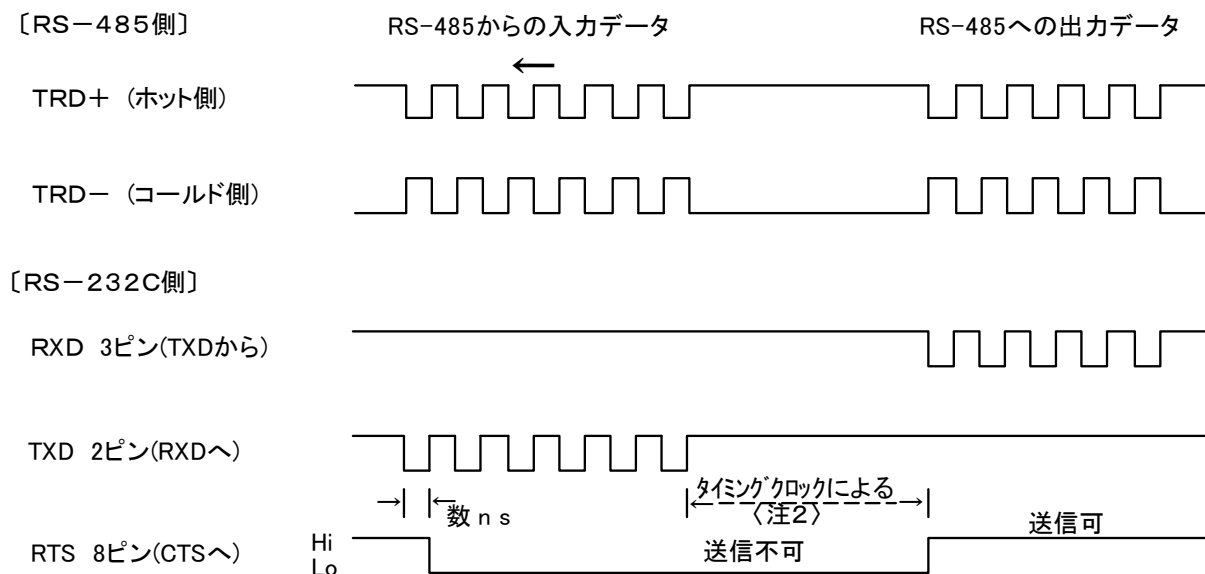 〔RS－485側〕
RS-485からの入力データ
RS-485への出力データ
←
TRD＋ (ホット側)
TRD－ (コールド側)
〔RS－232C側〕
RXD 3ピン(TXDから)
TXD 2ピン(RXDへ)
タイミングクロックによる
数ｎｓ
〈注2〉
送信可
RTS 8ピン(CTSへ)
Hi
送信不可
Lo